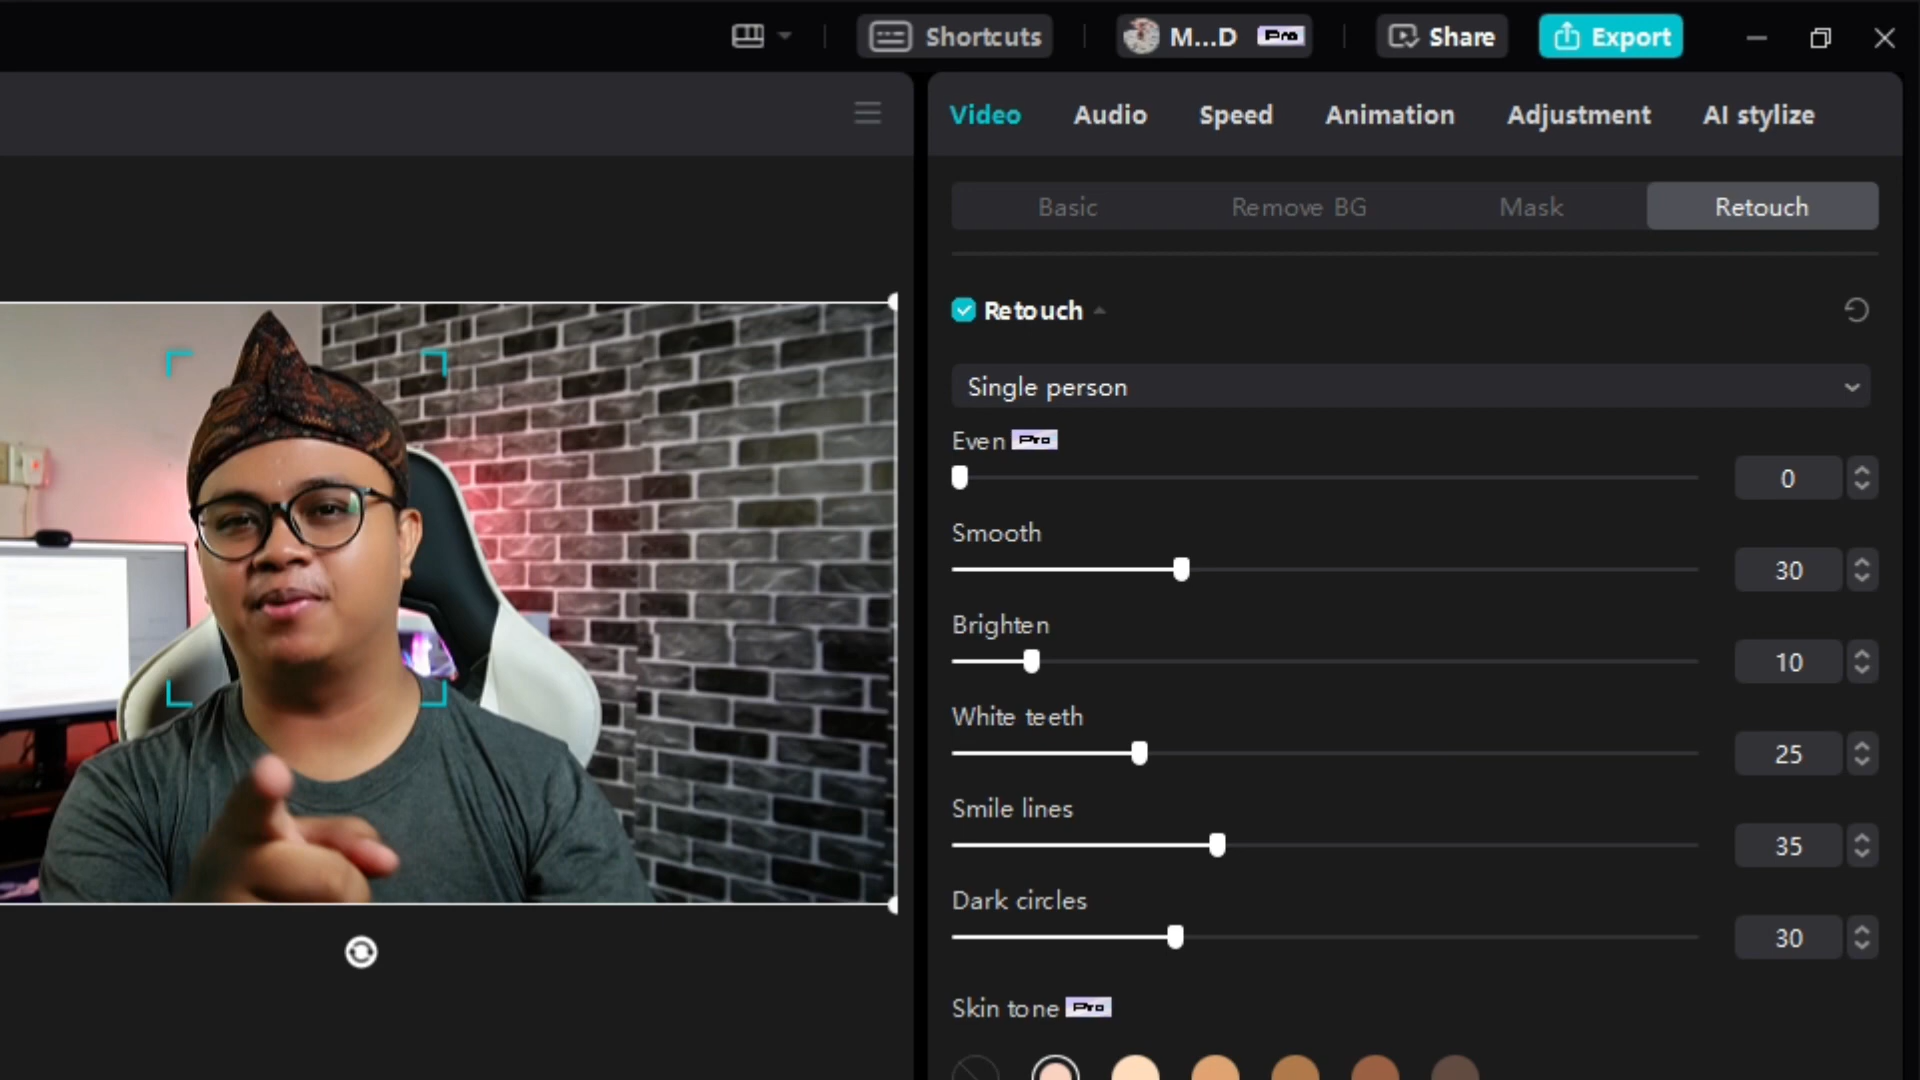 Shortcuts M...D Pro Share Export
Video Audio Speed Animation Adjustment AI stylize
Basic Remove BG Mask Retouch
Retouch
Single person
Even Pro
0
Smooth
30
Brighten
10
White teeth
25
Smile lines
35
Dark circles
30
Skin tone Pro